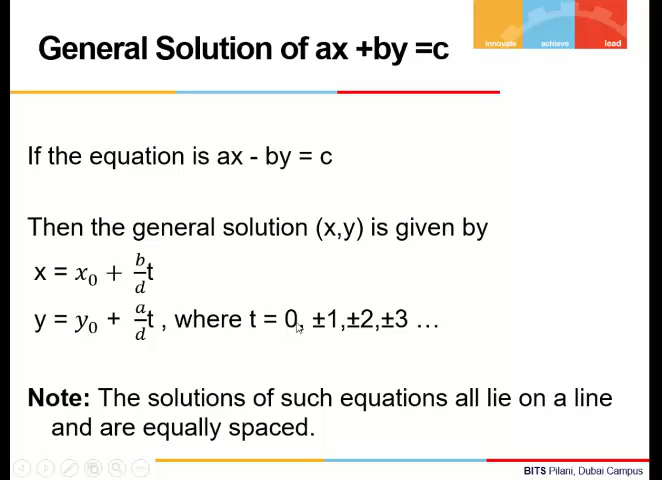 General Solution of ax +by =c
innovate achieve lead
If the equation is ax - by = c
Then the general solution (x,y) is given by
x = x₀ + b/d t
y = y₀ + a/d t , where t = 0, ±1,±2,±3 …
Note: The solutions of such equations all lie on a line
and are equally spaced.
BITS Pilani, Dubai Campus